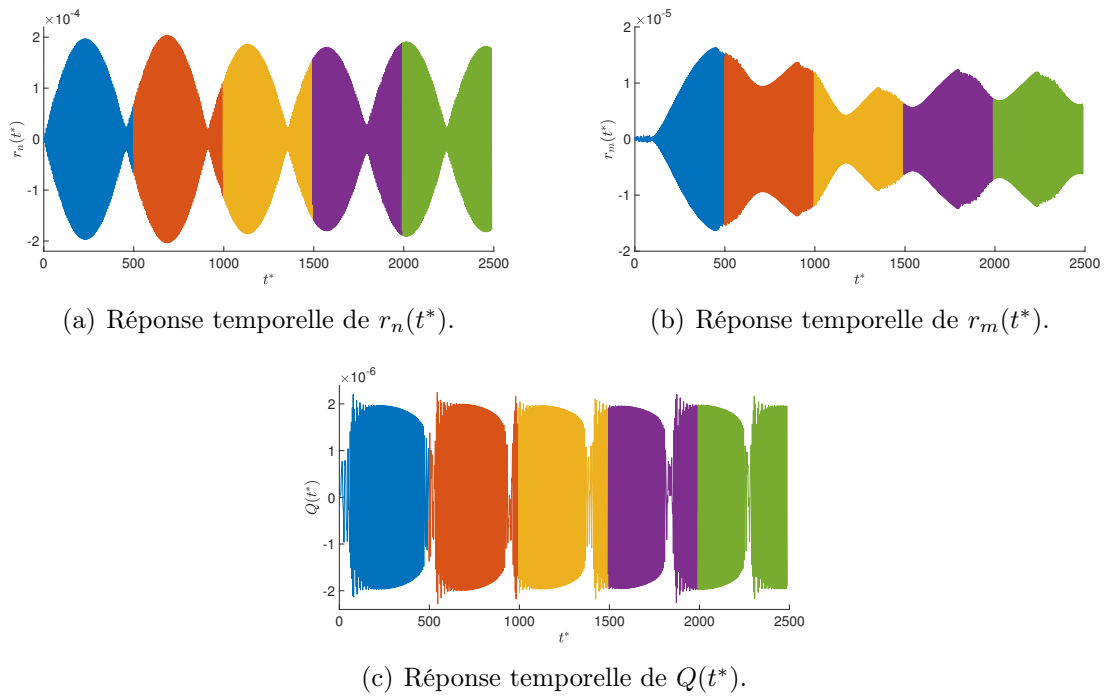 ×10⁻⁴
2
1
0
-1
-2
r_n(t*)
0 500 1000 1500 2000 2500
t*
(a) Réponse temporelle de r_n(t*).
×10⁻⁵
2
1
0
-1
-2
r_m(t*)
0 500 1000 1500 2000 2500
t*
(b) Réponse temporelle de r_m(t*).
×10⁻⁶
2
1
0
-1
-2
Q(t*)
0 500 1000 1500 2000 2500
t*
(c) Réponse temporelle de Q(t*).